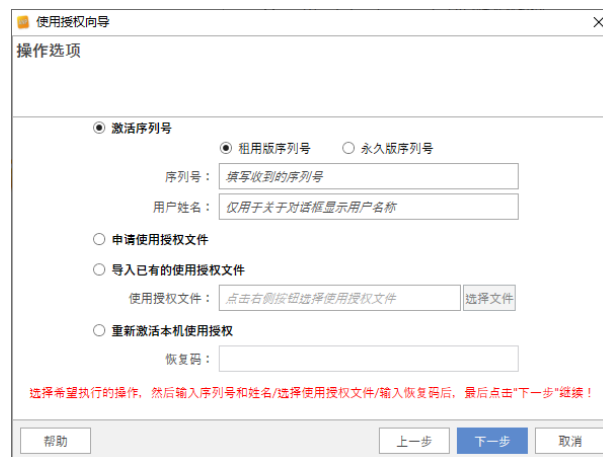 使用授权向导
操作选项
激活序列号
租用版序列号 永久版序列号
序列号： 填写收到的序列号
用户姓名： 仅用于关于对话框显示用户名称
申请使用授权文件
导入已有的使用授权文件
使用授权文件： 点击右侧按钮选择使用授权文件 选择文件
重新激活本机使用授权
恢复码：
选择希望执行的操作，然后输入序列号和姓名/选择使用授权文件/输入恢复码后，最后点击"下一步"继续！
帮助 上一步 下一步 取消